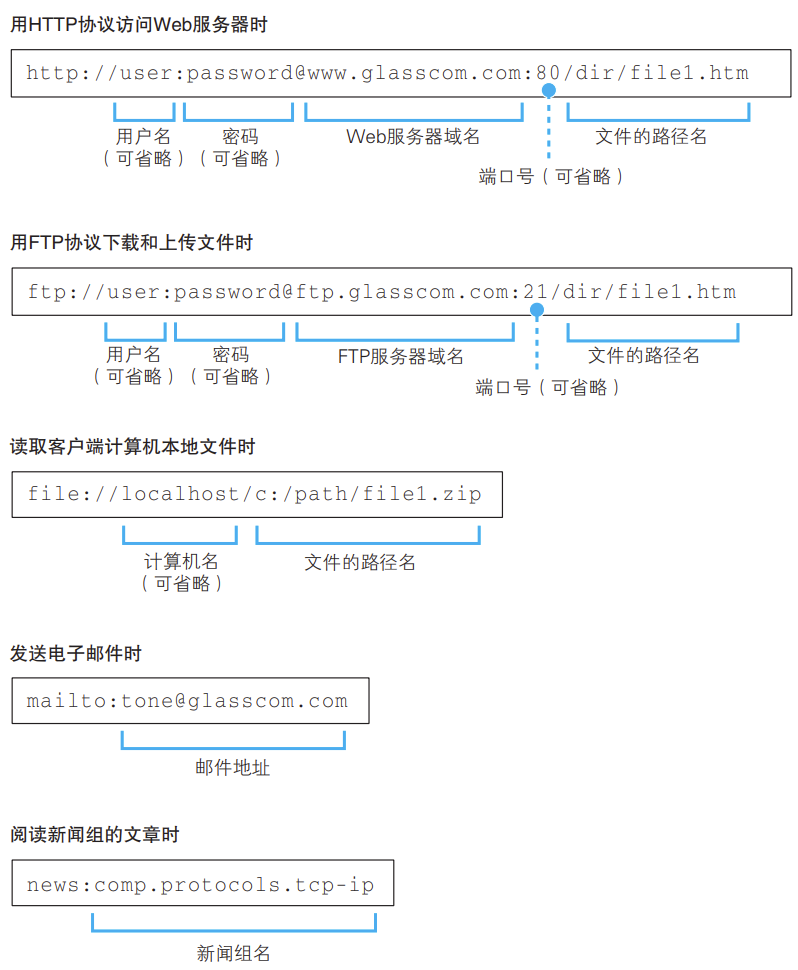 用HTTP协议访问Web服务器时
http://user:password@www.glasscom.com:80/dir/file1.htm
用户名 密码 Web服务器域名 文件的路径名
（可省略）（可省略）
端口号（可省略）
用FTP协议下载和上传文件时
ftp://user:password@ftp.glasscom.com:21/dir/file1.htm
用户名 密码 FTP服务器域名 文件的路径名
（可省略）（可省略）
端口号（可省略）
读取客户端计算机本地文件时
file://localhost/c:/path/file1.zip
计算机名 文件的路径名
（可省略）
发送电子邮件时
mailto:tone@glasscom.com
邮件地址
阅读新闻组的文章时
news:comp.protocols.tcp-ip
新闻组名